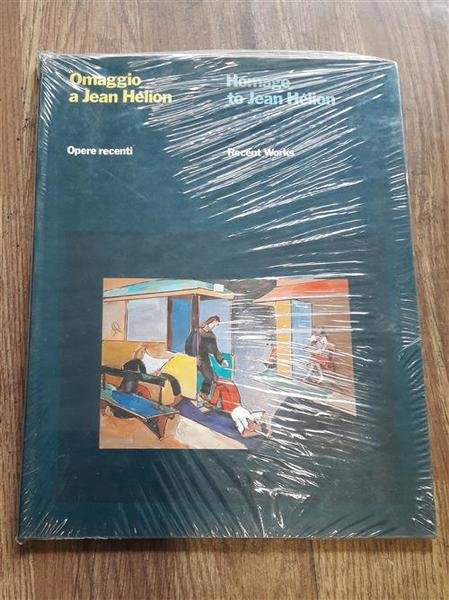 Omaggio
a Jean Hélion
Homage
to Jean Hélion
Opere recenti
Recent Works